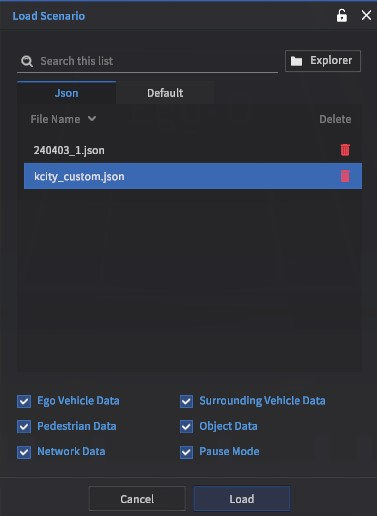 Load Scenario
Search this list
Explorer
Json Default
File Name Delete
240403_1.json
kcity_custom.json
Ego Vehicle Data Surrounding Vehicle Data
Pedestrian Data Object Data
Network Data Pause Mode
Cancel Load